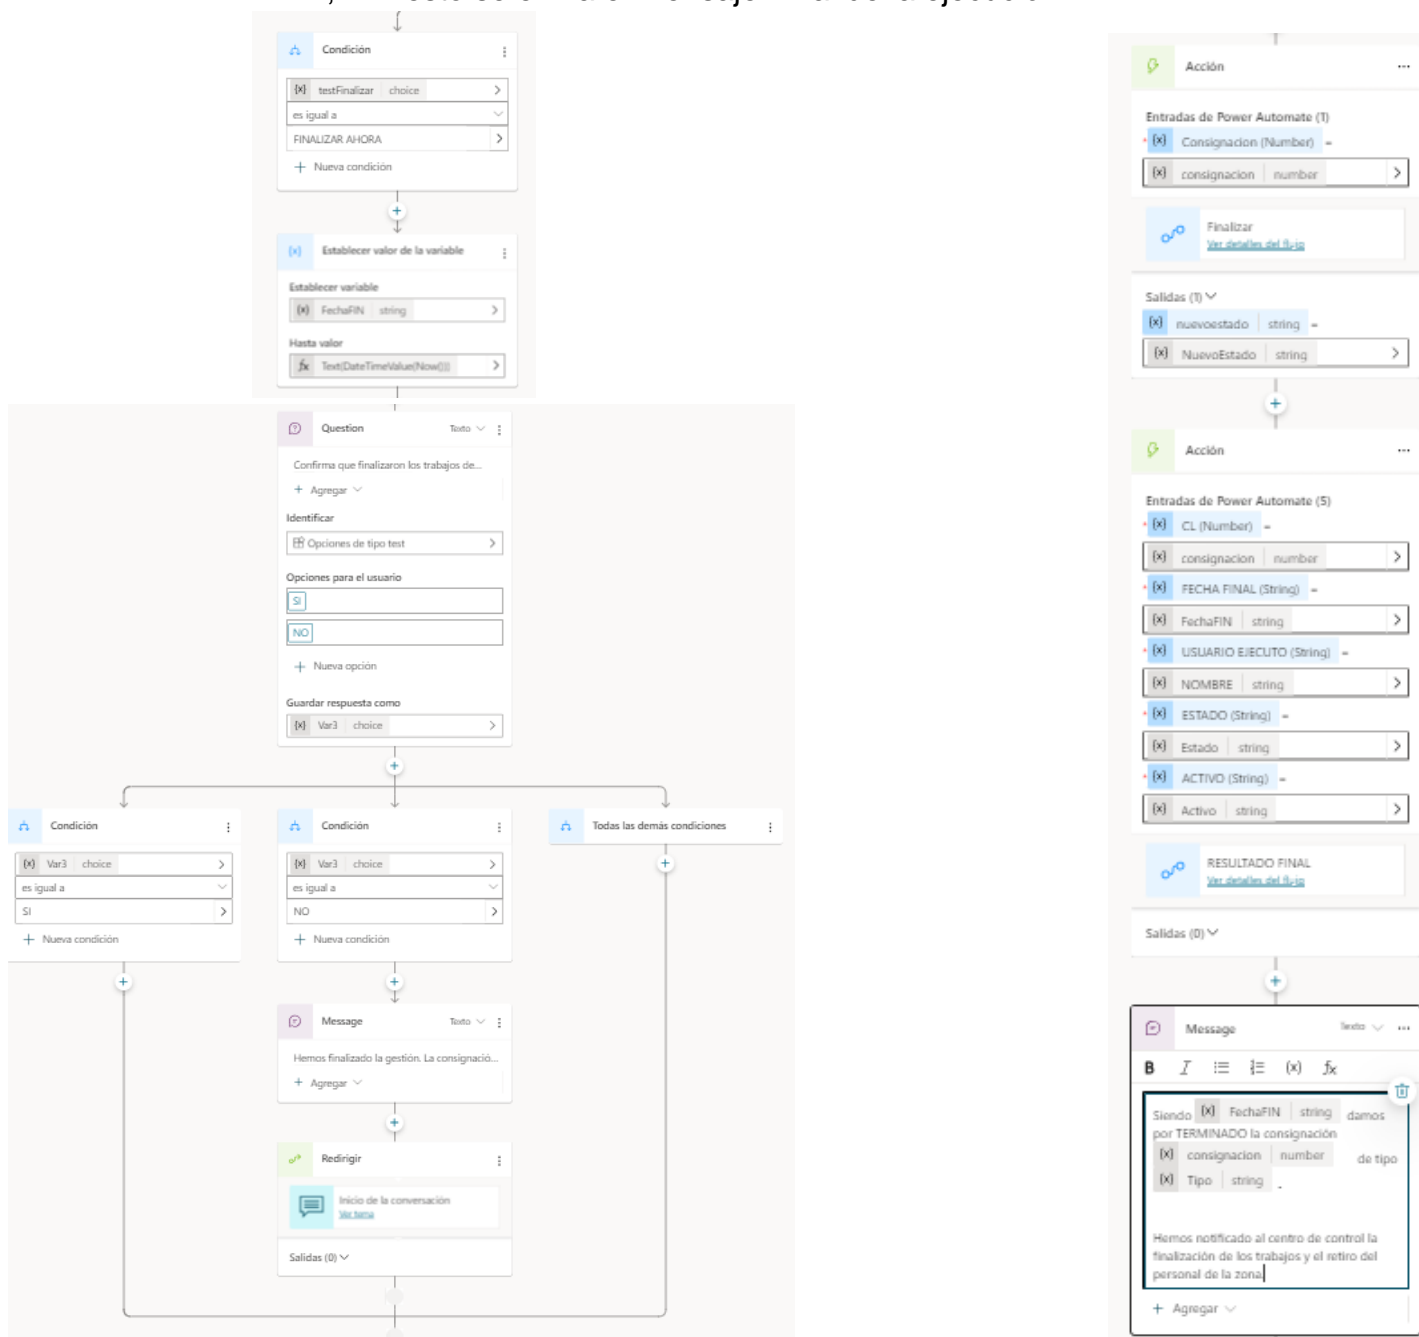 Condición
testFinalizar choice
es igual a
FINALIZAR AHORA
Nueva condición
Establecer valor de la variable
Establecer variable
FechaFIN string
Hasta valor
Text(DateTimeValue(Now()))
Question Texto
Confirma que finalizaron los trabajos de...
Agregar
Identificar
Opciones de tipo test
Opciones para el usuario
SI
NO
Nueva opción
Guardar respuesta como
Var3 choice
Condición
Var3 choice
es igual a
SI
Nueva condición
Condición
Var3 choice
es igual a
NO
Nueva condición
Todas las demás condiciones
Message Texto
Hemos finalizado la gestión. La consignació...
Agregar
Redirigir
Inicio de la conversación
Ver tema
Salidas (0)
Acción
Entradas de Power Automate (1)
* {x} Consignacion (Number) =
{x} consignacion number
Finalizar
Ver detalles del flujo
Salidas (1)
{x} nuevoestado string =
{x} NuevoEstado string
Acción
Entradas de Power Automate (5)
* {x} CL (Number) =
{x} consignacion number
* {x} FECHA FINAL (String) =
{x} FechaFIN string
* {x} USUARIO EJECUTO (String) =
{x} NOMBRE string
* {x} ESTADO (String) =
{x} Estado string
* {x} ACTIVO (String) =
{x} Activo string
RESULTADO FINAL
Ver detalles del flujo
Salidas (0)
Message Texto
B I (x) fx
Siendo {x} FechaFIN string damos
por TERMINADO la consignación
{x} consignacion number de tipo
{x} Tipo string .
Hemos notificado al centro de control la
finalización de los trabajos y el retiro del
personal de la zona
Agregar